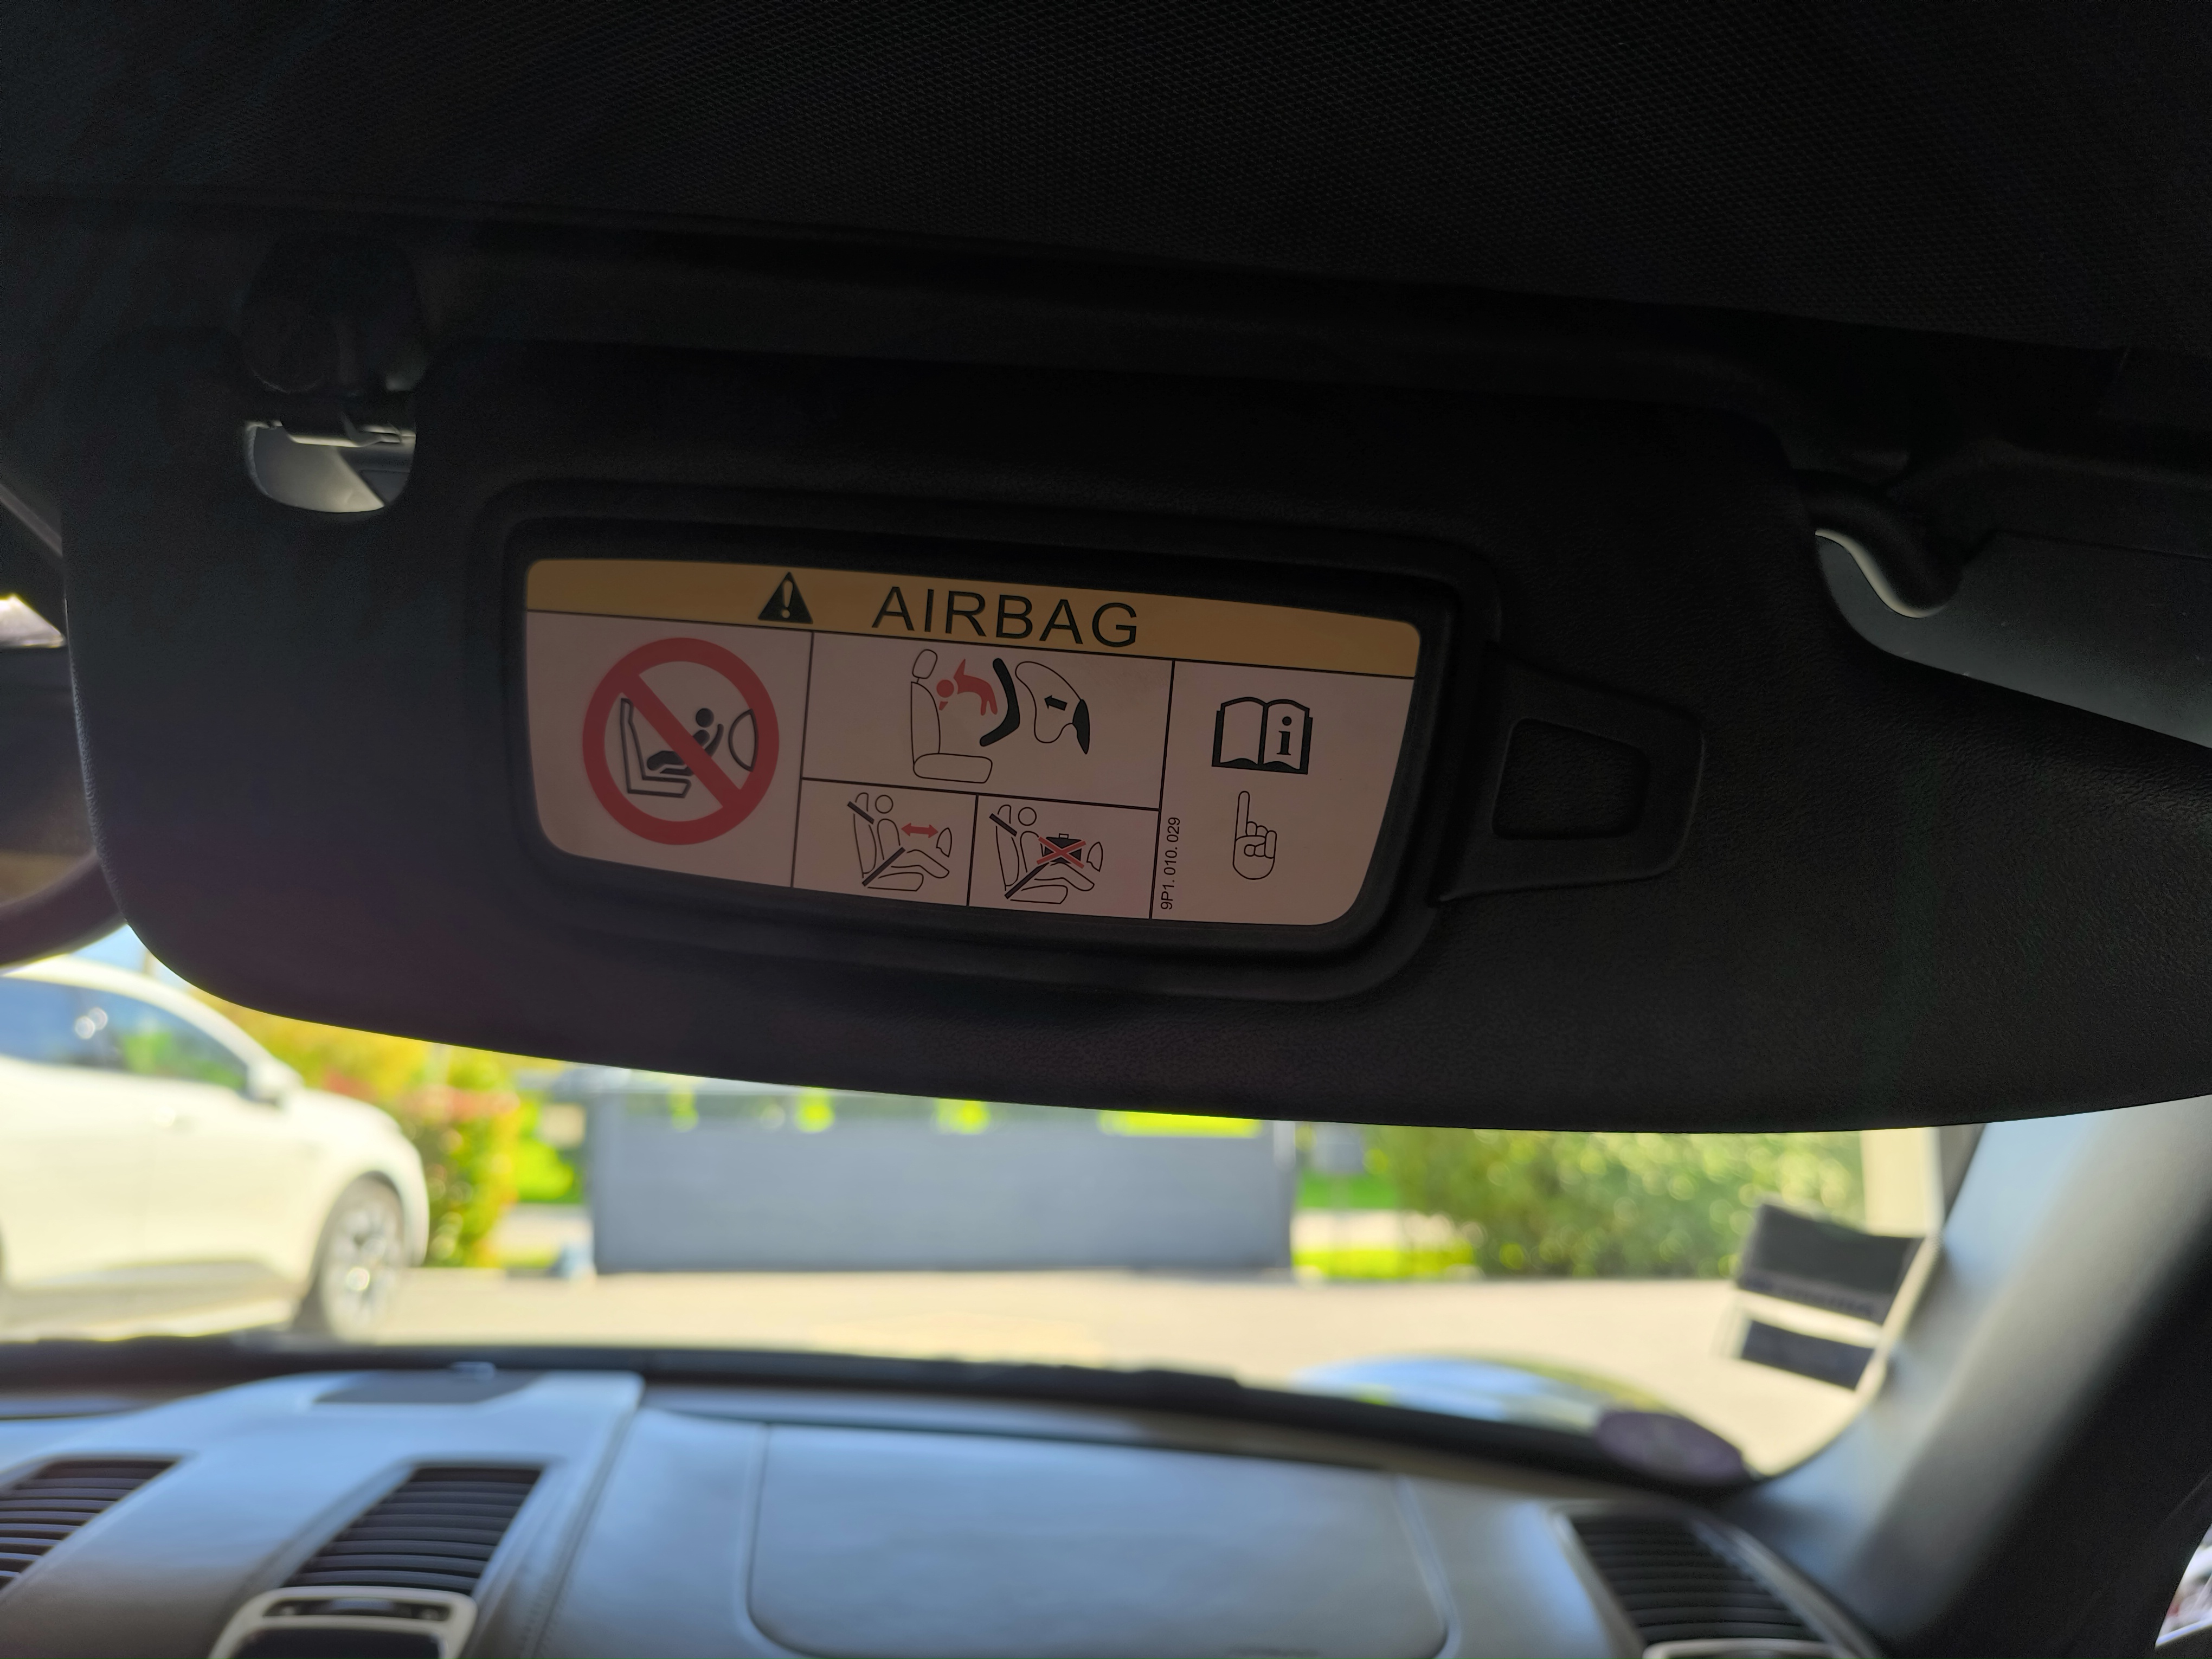 AIRBAG
i
9P1. 010. 029